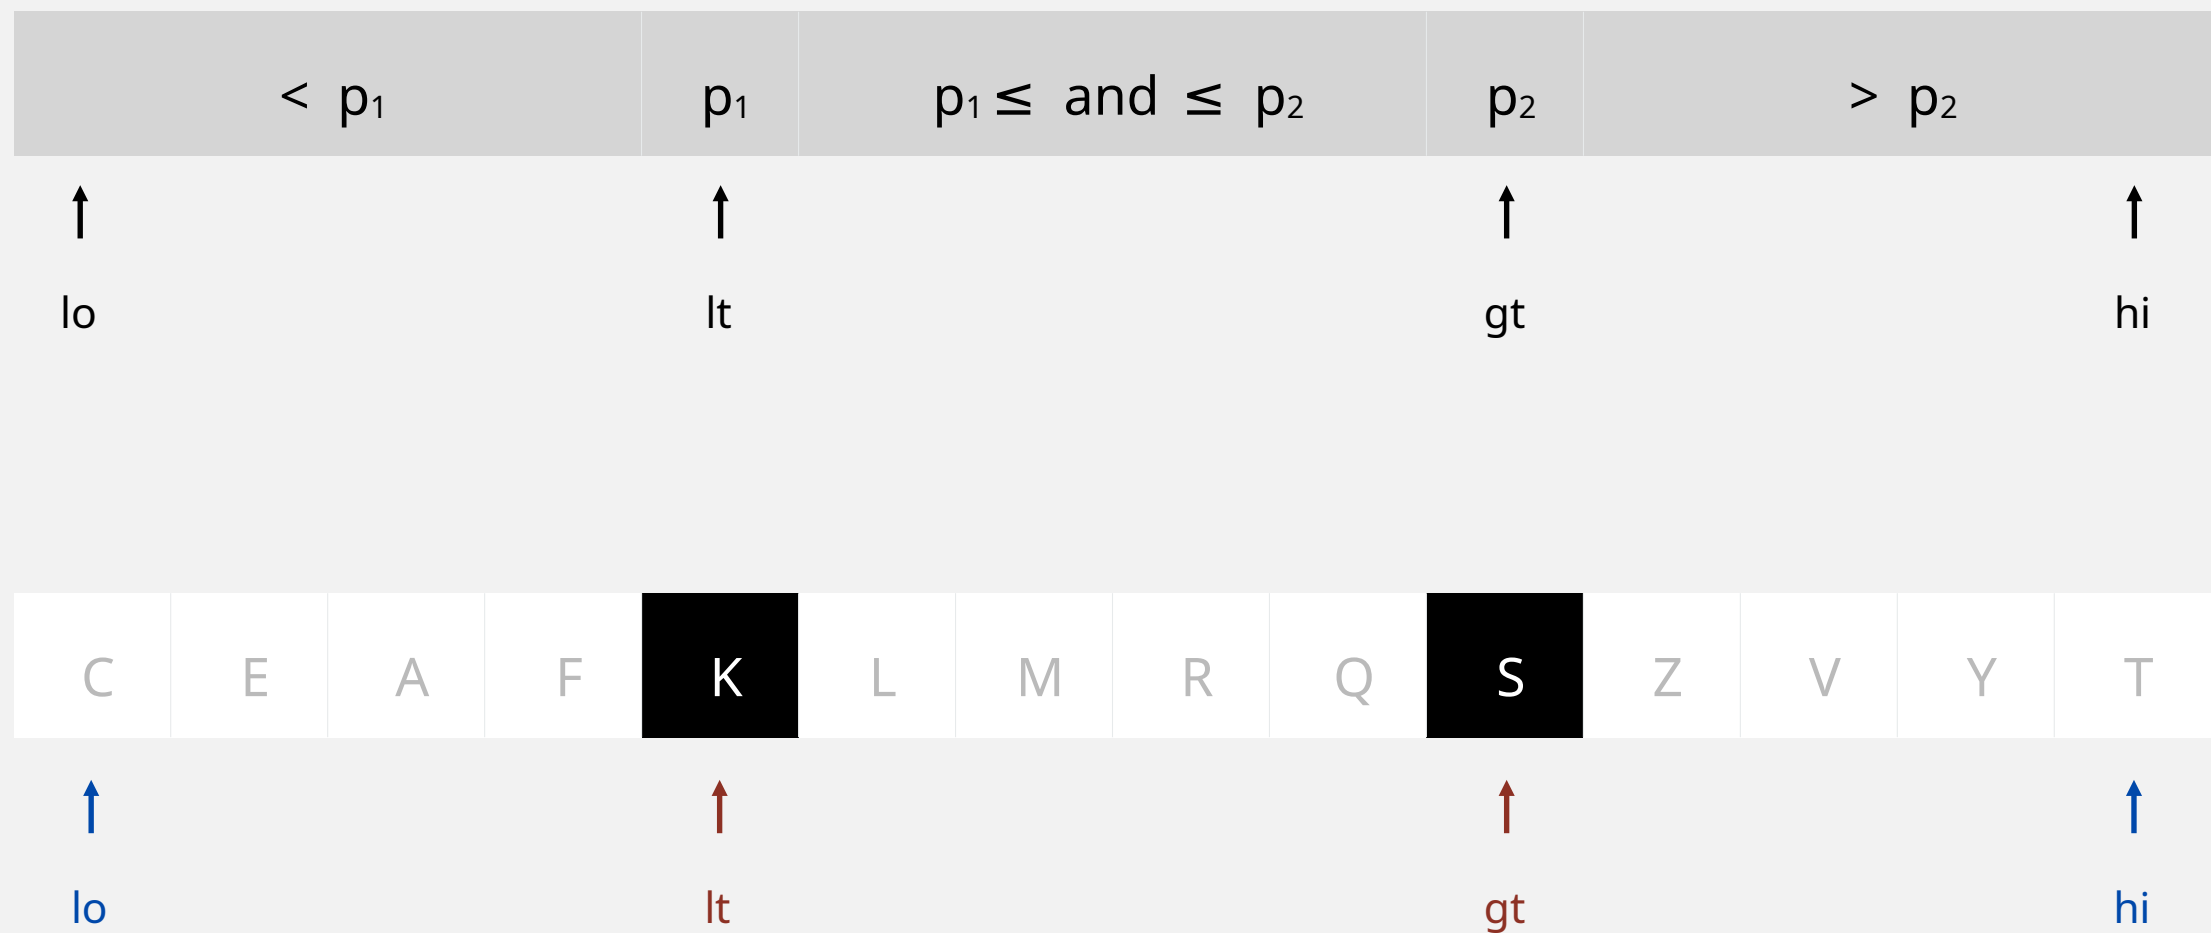 < p₁ p₁ p₁ ≤ and ≤ p₂ p₂ > p₂
lo lt gt hi
C E A F K L M R Q S Z V Y T
lo lt gt hi